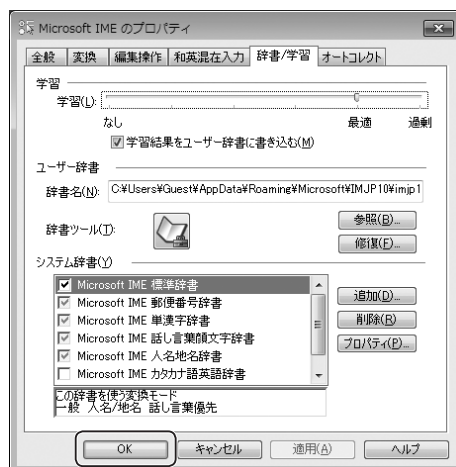 Microsoft IME のプロパティ
全般 変換 編集操作 和英混在入力 辞書/学習 オートコレクト
学習
学習(L):
なし 最適 過剰
学習結果をユーザー辞書に書き込む(M)
ユーザー辞書
辞書名(N): C:¥Users¥Guest¥AppData¥Roaming¥Microsoft¥IMJP10¥imjp1
参照(B)...
辞書ツール(T):
修復(F)...
システム辞書(Y)
Microsoft IME 標準辞書
Microsoft IME 郵便番号辞書
Microsoft IME 単漢字辞書
Microsoft IME 話し言葉顔文字辞書
Microsoft IME 人名地名辞書
Microsoft IME カタカナ語英語辞書
追加(D)...
削除(R)
プロパティ(P)...
この辞書を使う変換モード
一般 人名/地名 話し言葉優先
OK キャンセル 適用(A) ヘルプ